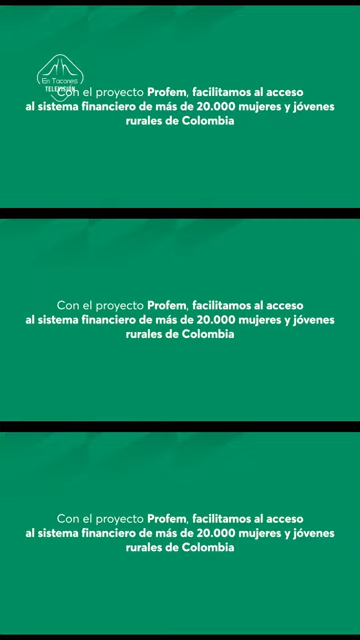 En Tacones
TELEVISIÓN
Con el proyecto Profem, facilitamos al acceso
al sistema financiero de más de 20.000 mujeres y jóvenes
rurales de Colombia
Con el proyecto Profem, facilitamos al acceso
al sistema financiero de más de 20.000 mujeres y jóvenes
rurales de Colombia
Con el proyecto Profem, facilitamos al acceso
al sistema financiero de más de 20.000 mujeres y jóvenes
rurales de Colombia